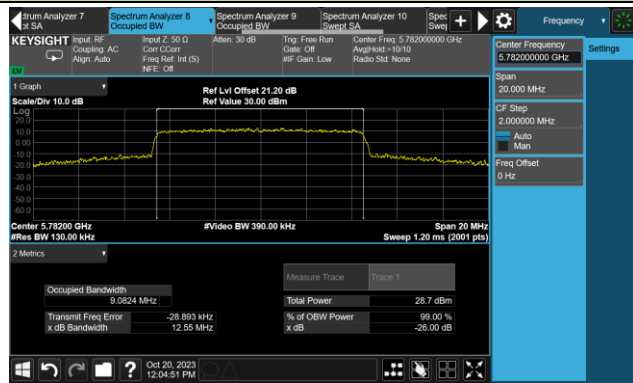 trum Analyzer 7
t SA
Spectrum Analyzer 8
Occupied BW
Spectrum Analyzer 9
Occupied BW
Spectrum Analyzer 10
Swept SA
Spec
Swep
Frequency
KEYSIGHT
Input: RF
Coupling: AC
Align: Auto
Input Z: 50 Ω
Corr CCorr
Freq Ref: Int (S)
NFE: Off
Atten: 30 dB
Trig: Free Run
Gate: Off
#IF Gain: Low
Center Freq: 5.782000000 GHz
Avg|Hold:>10/10
Radio Std: None
Center Frequency
5.782000000 GHz
Settings
Span
20.000 MHz
CF Step
2.000000 MHz
Auto
Man
Freq Offset
0 Hz
1 Graph
Scale/Div 10.0 dB
Ref Lvl Offset 21.20 dB
Ref Value 30.00 dBm
Log
20.0
10.0
0.00
-10.0
-20.0
-30.0
-40.0
-50.0
-60.0
Center 5.78200 GHz
#Video BW 390.00 kHz
Span 20 MHz
#Res BW 130.00 kHz
Sweep 1.20 ms (2001 pts)
2 Metrics
Measure Trace
Trace 1
Occupied Bandwidth
9.0824 MHz
Total Power
28.7 dBm
Transmit Freq Error
-28.893 kHz
% of OBW Power
99.00 %
x dB Bandwidth
12.55 MHz
x dB
-26.00 dB
Oct 20, 2023
12:04:51 PM